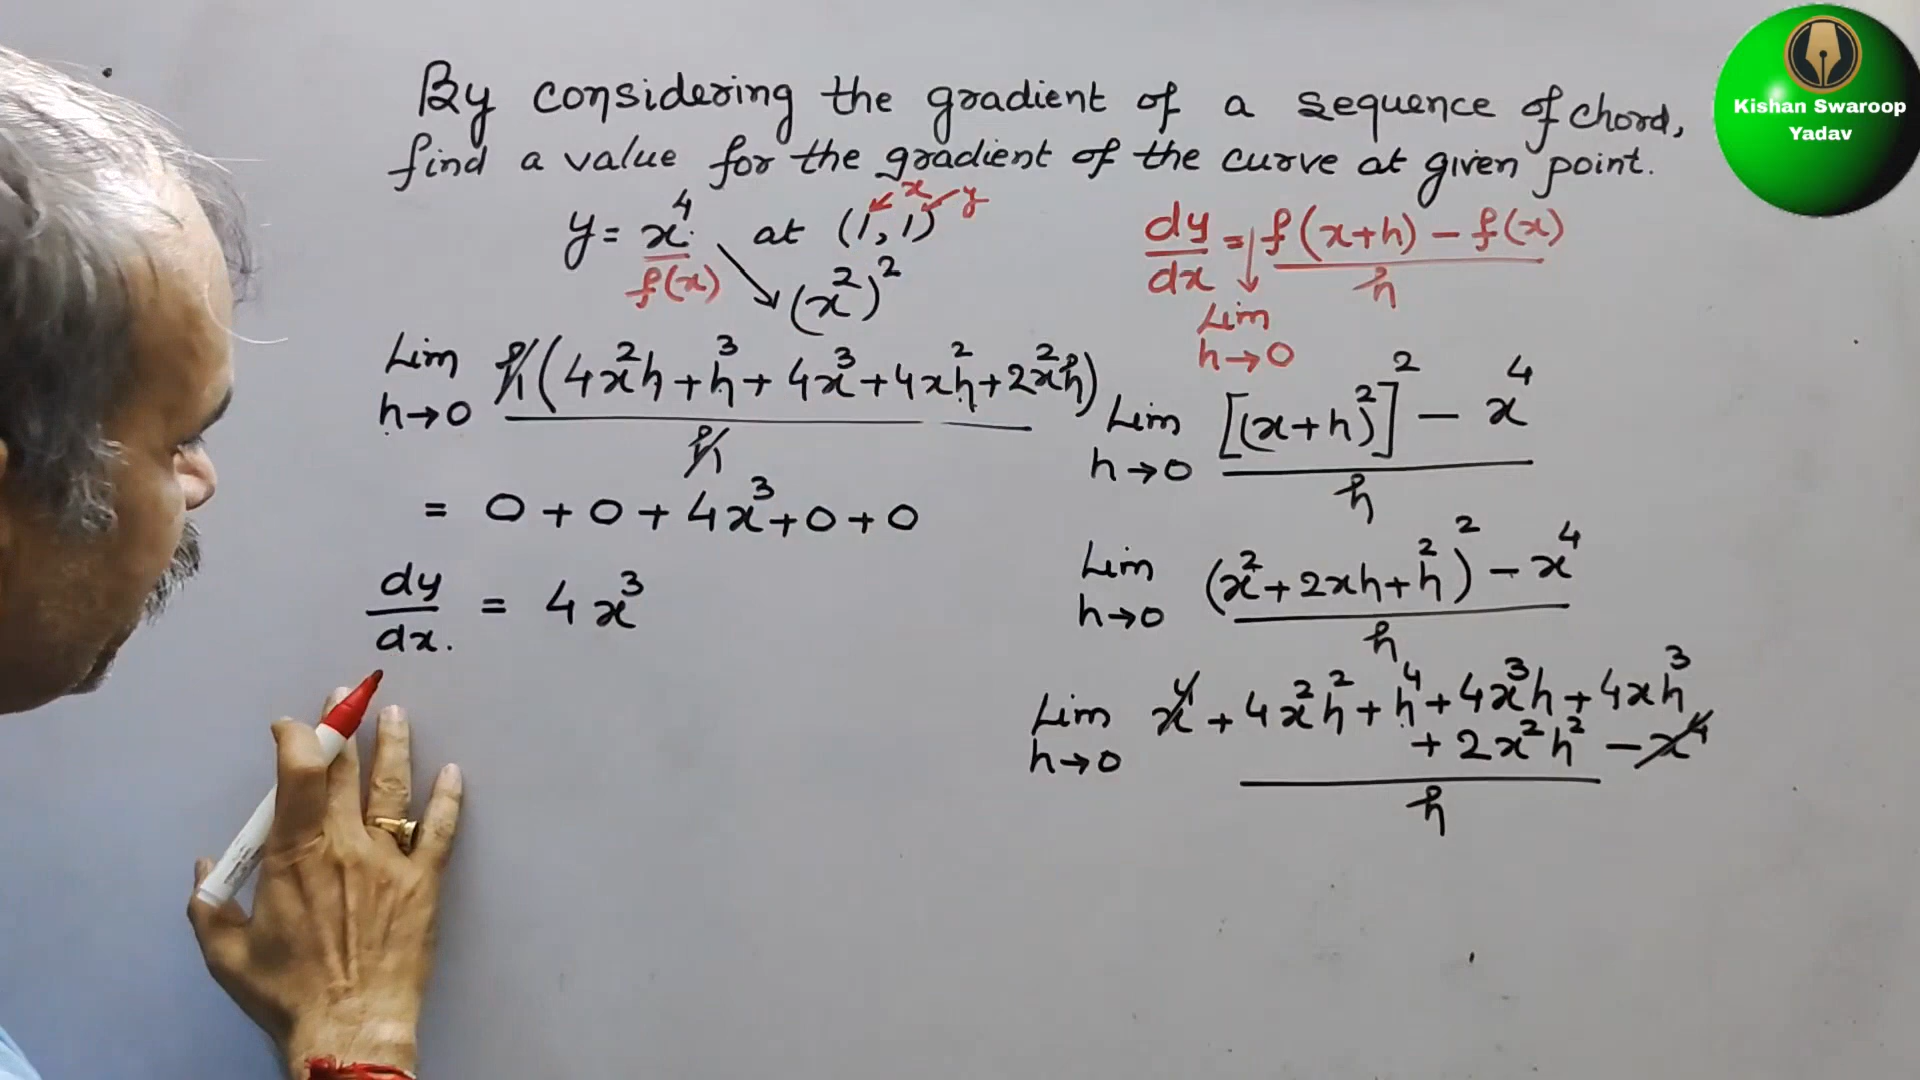 By considering the gradient of a sequence of chord,
find a value for the gradient of the curve at given point.
y = x⁴ at (1, 1)
x y
f(x)
(x²)²
dy/dx = f(x+h) - f(x) / h
Lim h→0
Lim h→0 [(x+h)²]² - x⁴ / h
Lim h→0 (x² + 2xh + h²)² - x⁴ / h
Lim h→0 x⁴ + 4x²h² + h⁴ + 4x³h + 4xh³
+ 2x²h² - x⁴
/ h
Lim h→0 h(4x²h + h³ + 4x³ + 4xh² + 2x²h) / h
= 0 + 0 + 4x³ + 0 + 0
dy/dx. = 4x³
Kishan Swaroop
Yadav